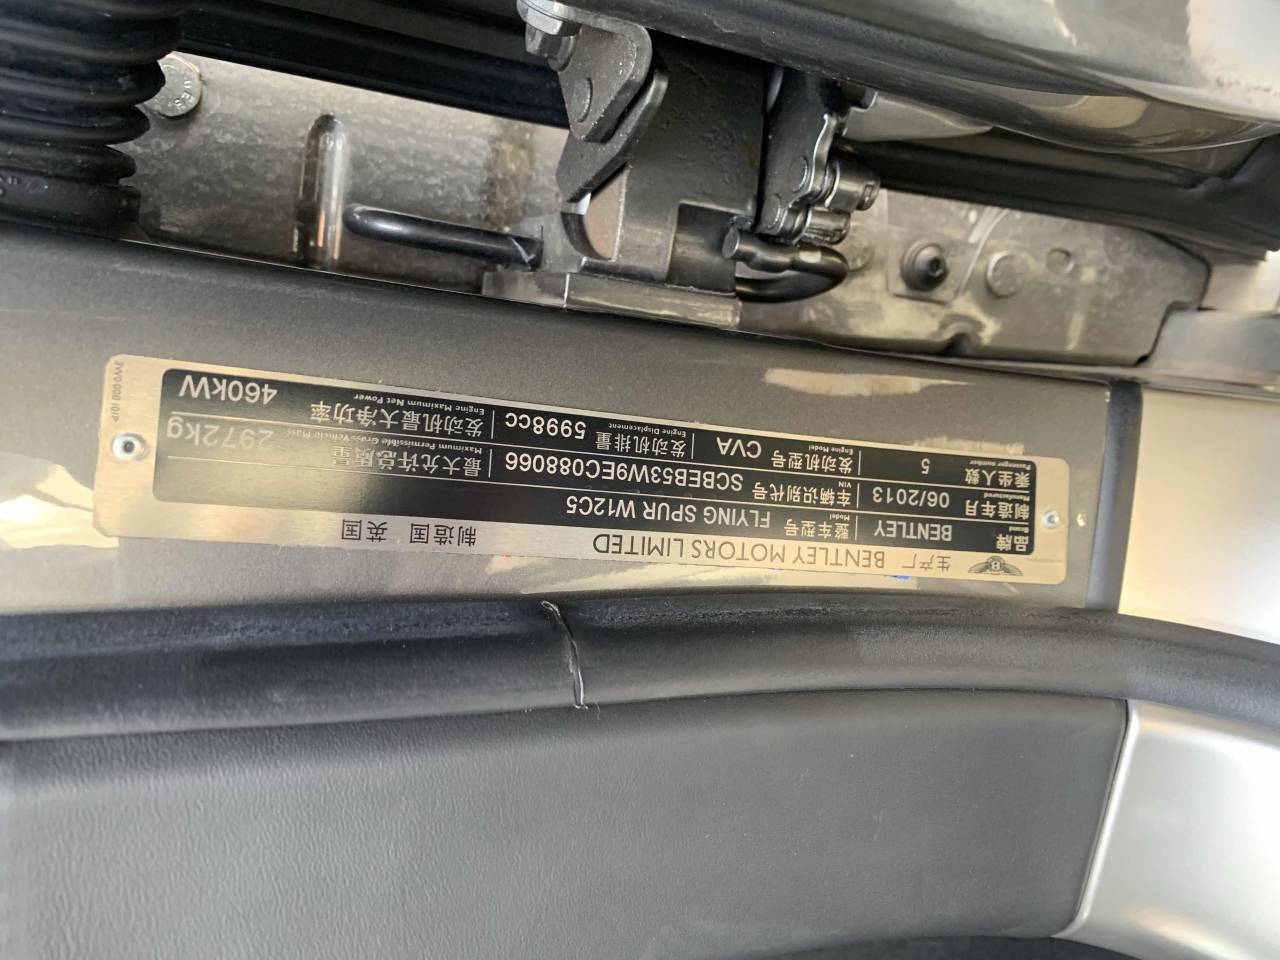 B 生产厂 BENTLEY MOTORS LIMITED 制造国 英国
品牌 BENTLEY 整车型号 FLYING SPUR W12C5
Brand Model
制造年月 06/2013 车辆识别代号 SCBEB53W9EC088066 最大允许总质量 2972kg
Manufactured VIN Maximum Permissible Gross Vehicle Mass
乘坐人数 5 发动机型号 CVA 发动机排量 5998CC 发动机最大净功率 460kW
Passenger number Engine Model Engine Displacement Engine Maximum Net Power